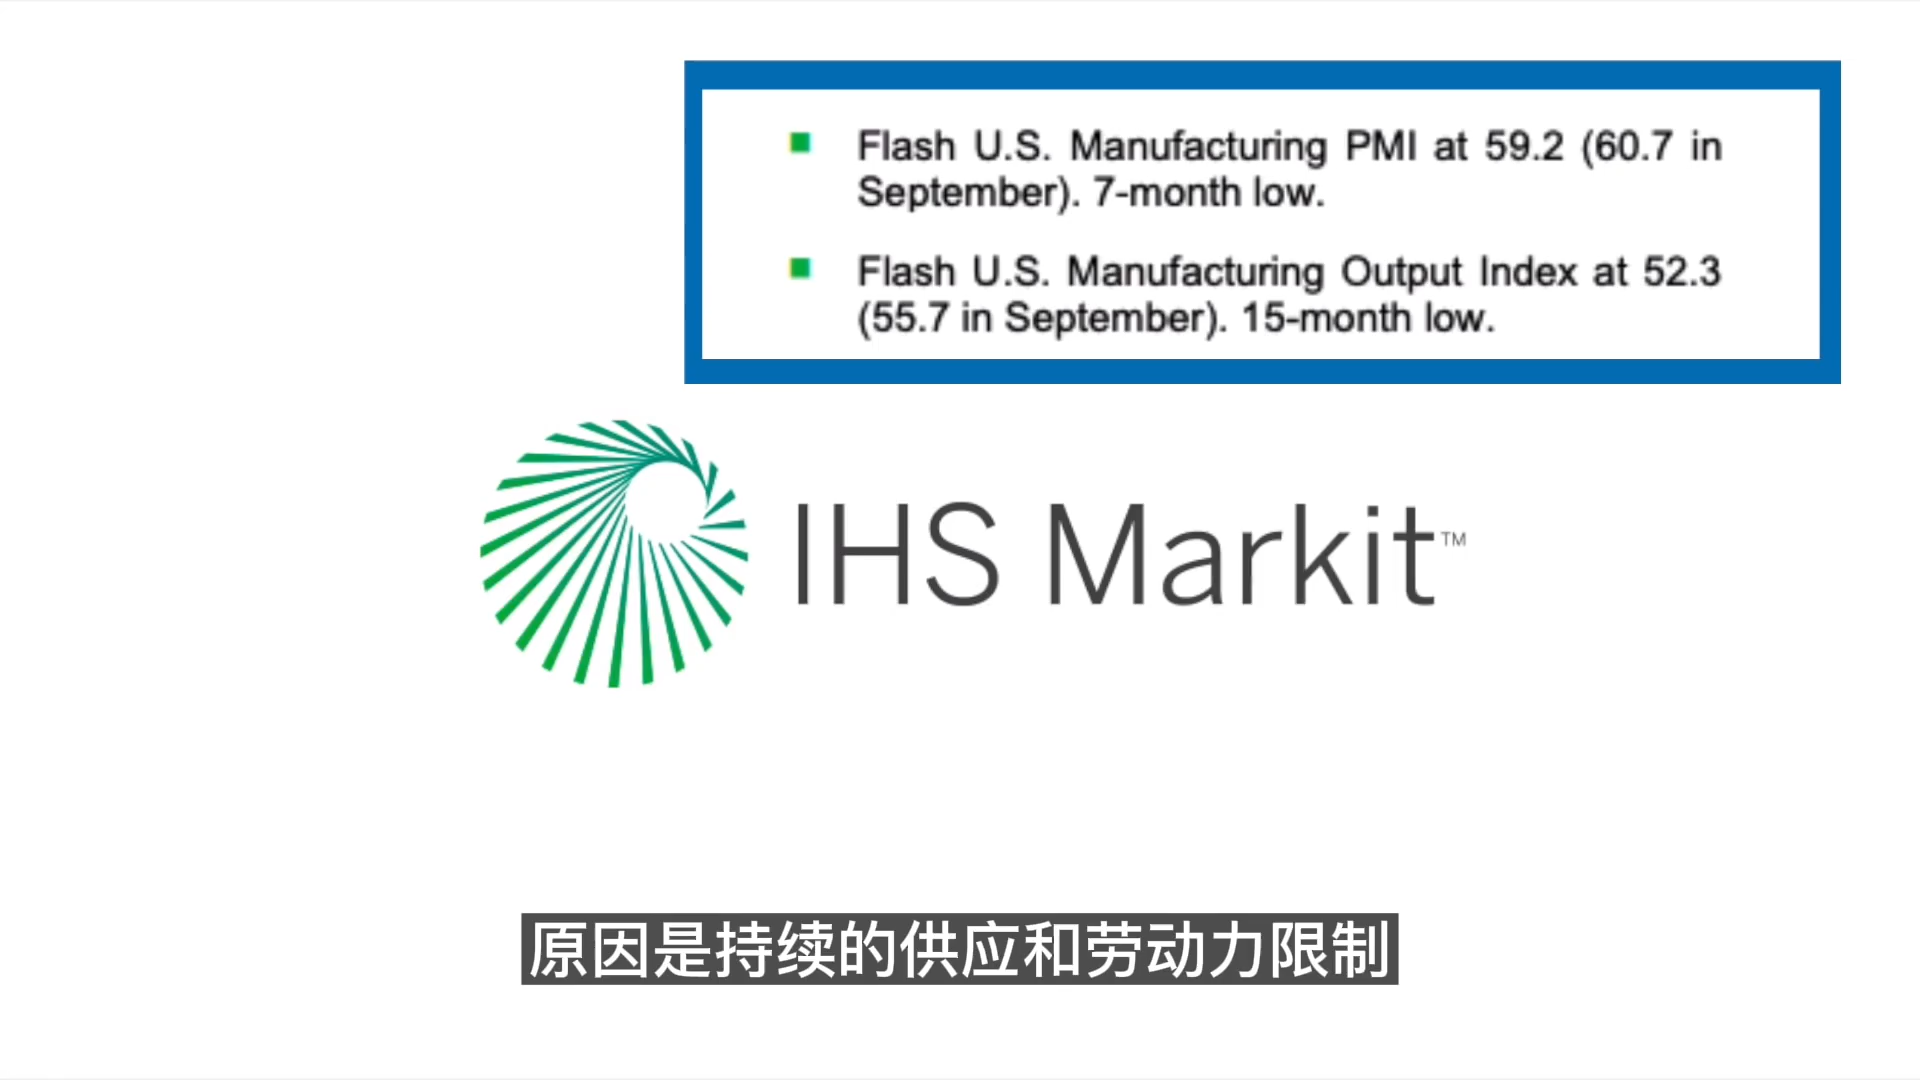 Flash U.S. Manufacturing PMI at 59.2 (60.7 in
September). 7-month low.
Flash U.S. Manufacturing Output Index at 52.3
(55.7 in September). 15-month low.
IHS Markit™
原因是持续的供应和劳动力限制